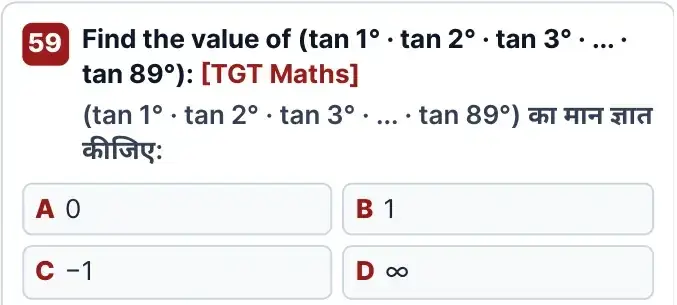 59 Find the value of (tan 1° · tan 2° · tan 3° · ... ·
tan 89°): [TGT Maths]
(tan 1° · tan 2° · tan 3° · ... · tan 89°) का मान ज्ञात
कीजिए:
A 0
B 1
C −1
D ∞